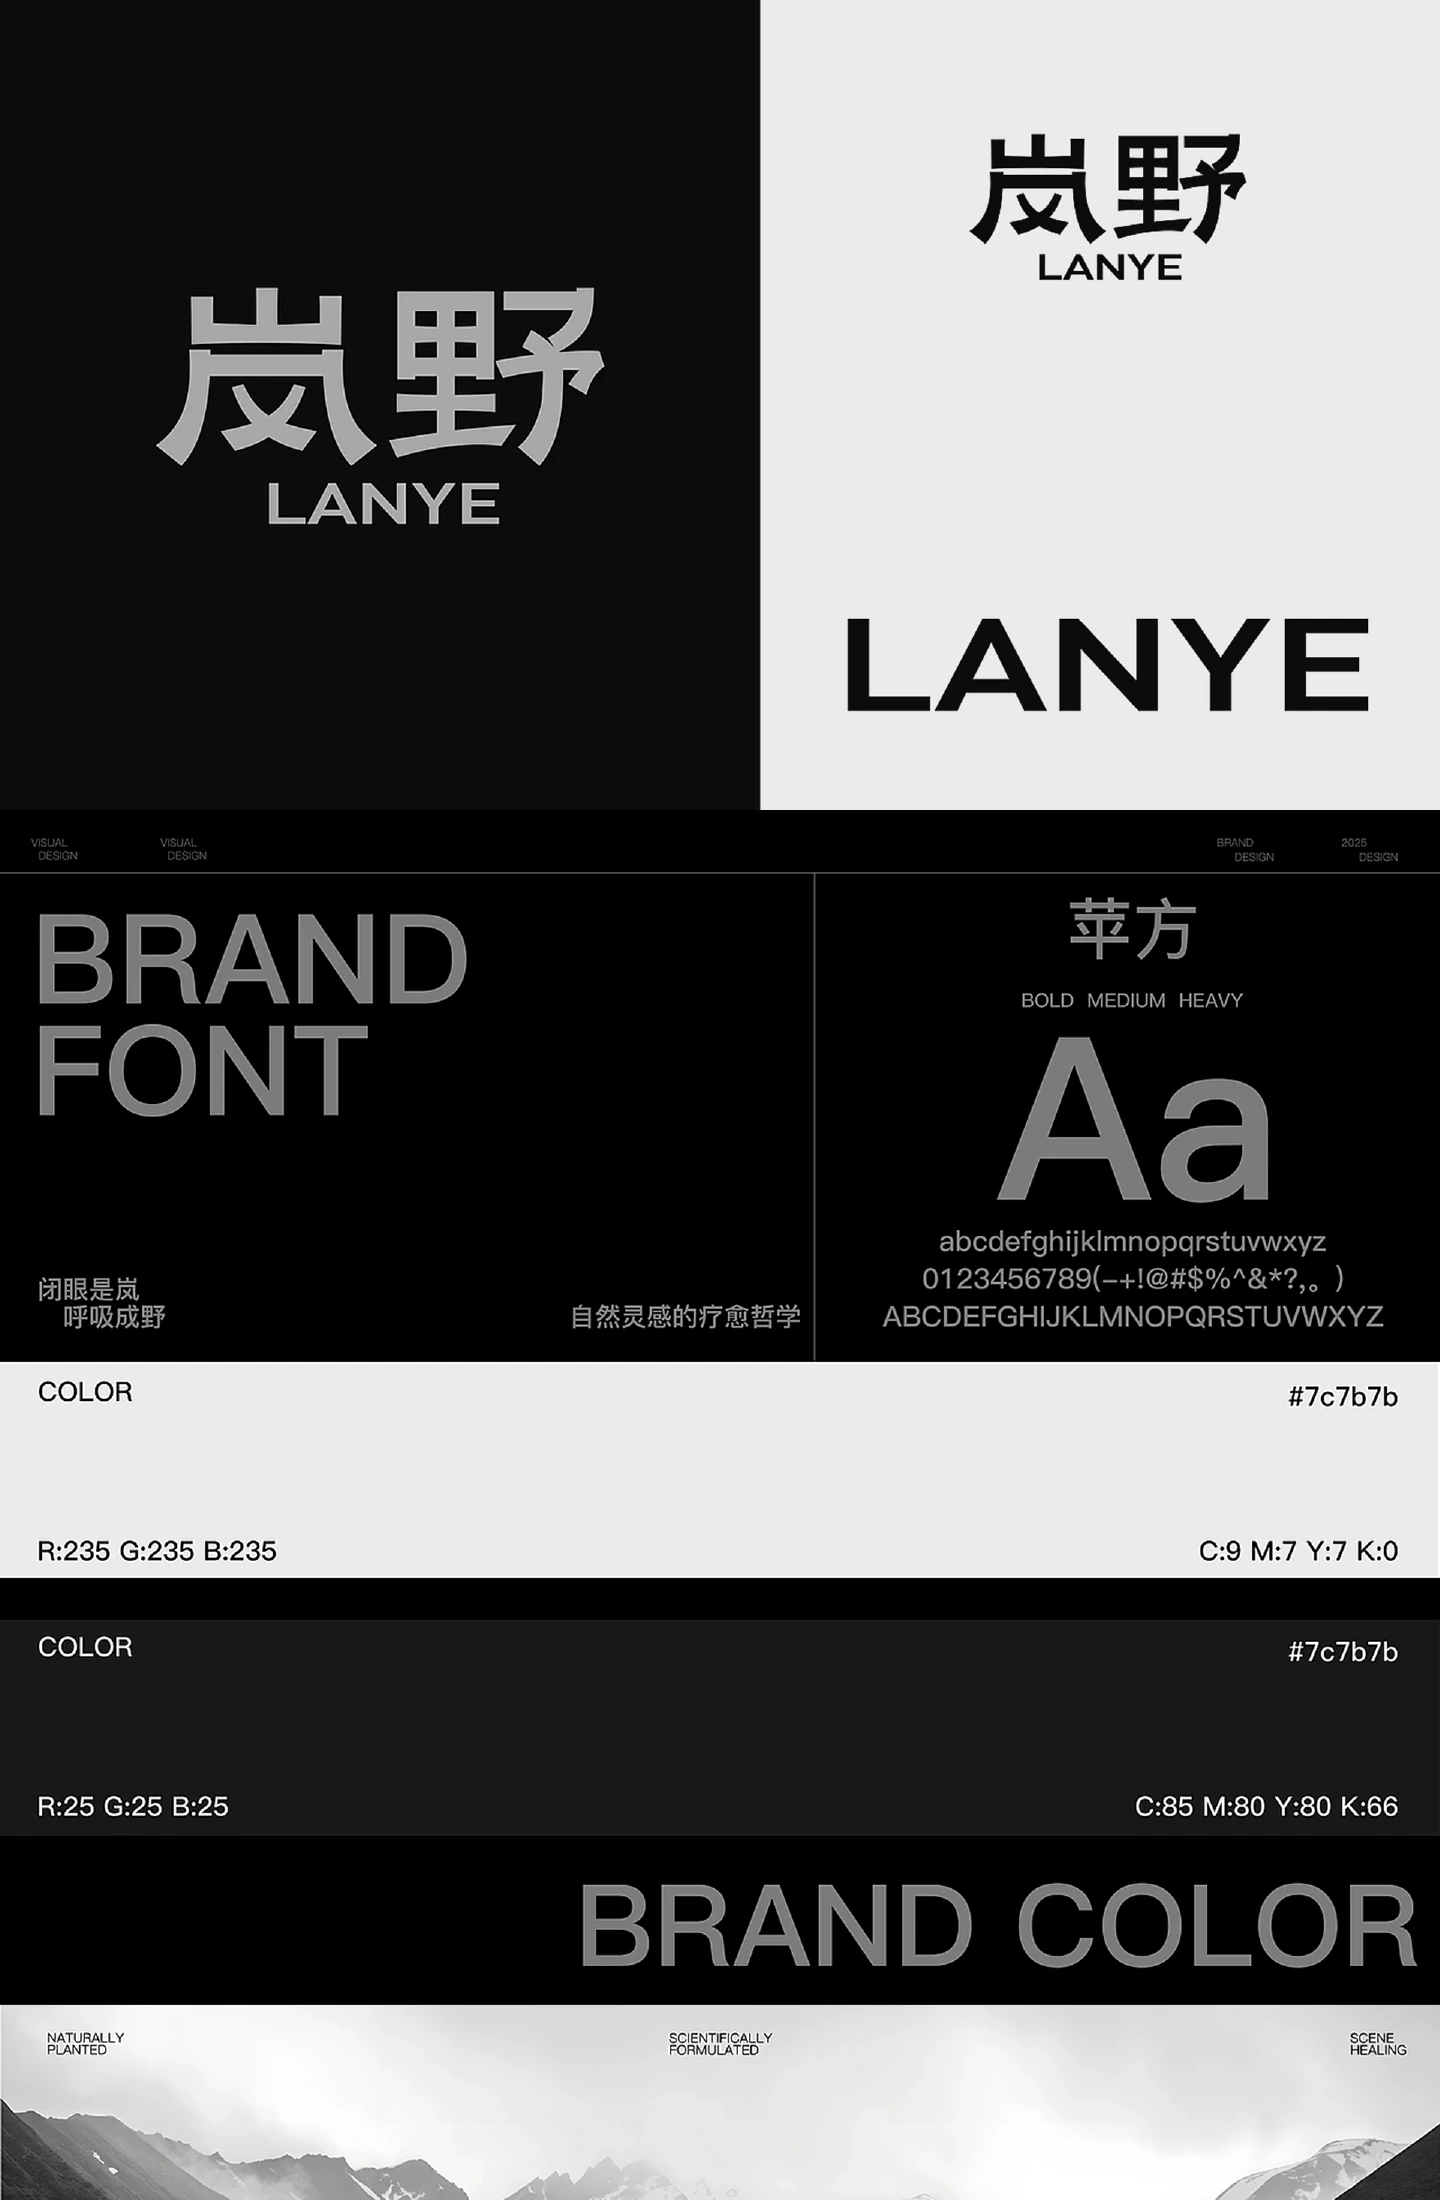 岚野
LANYE
岚野
LANYE
LANYE
VISUAL
DESIGN
VISUAL
DESIGN
BRAND
DESIGN
2025
DESIGN
BRAND
FONT
闭眼是岚
呼吸成野
自然灵感的疗愈哲学
苹方
BOLD MEDIUM HEAVY
Aa
abcdefghijklmnopqrstuvwxyz
0123456789(–+!@#$%^&*?,。)
ABCDEFGHIJKLMNOPQRSTUVWXYZ
COLOR
#7c7b7b
R:235 G:235 B:235
C:9 M:7 Y:7 K:0
COLOR
#7c7b7b
R:25 G:25 B:25
C:85 M:80 Y:80 K:66
BRAND COLOR
NATURALLY
PLANTED
SCIENTIFICALLY
FORMULATED
SCENE
HEALING